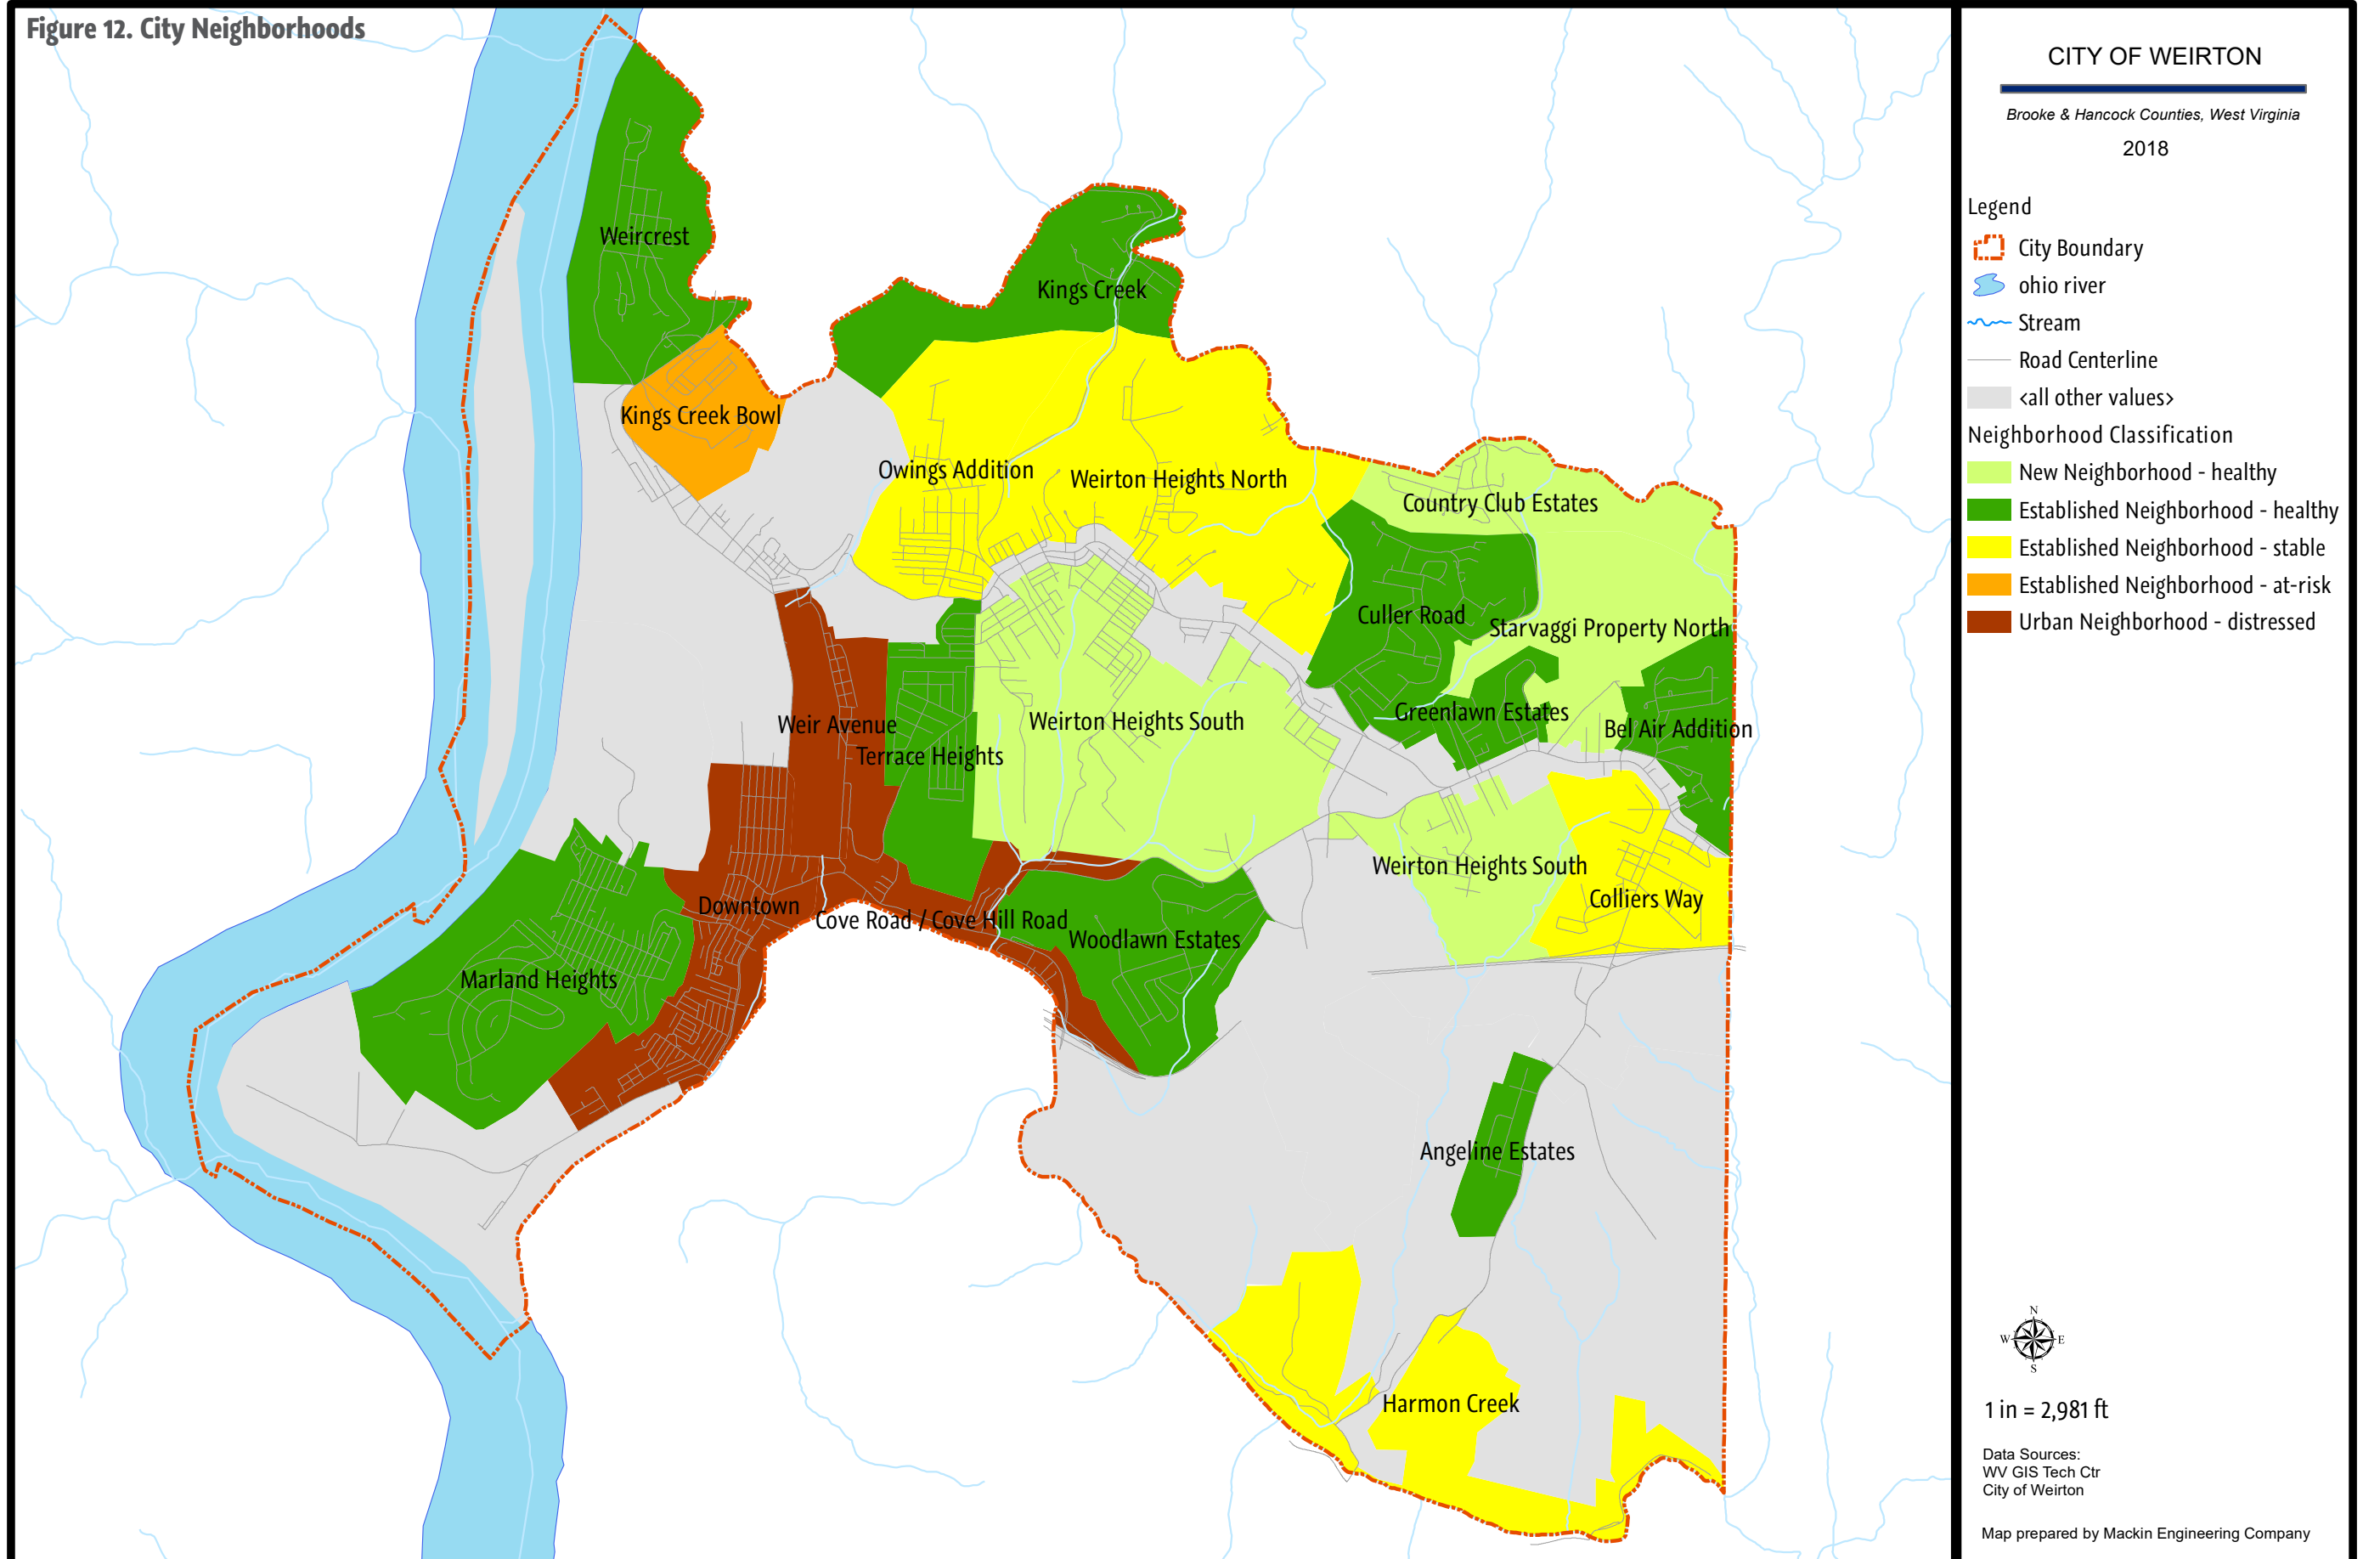 Figure 12. City Neighborhoods
Weircrest
Kings Creek
Kings Creek Bowl
Owings Addition
Weirton Heights North
Country Club Estates
Culler Road
Starvaggi Property North
Greenlawn Estates
Bel Air Addition
Weir Avenue
Terrace Heights
Weirton Heights South
Weirton Heights South
Colliers Way
Downtown
Cove Road / Cove Hill Road
Woodlawn Estates
Marland Heights
Angeline Estates
Harmon Creek
CITY OF WEIRTON
Brooke & Hancock Counties, West Virginia
2018
Legend
City Boundary
ohio river
Stream
Road Centerline
<all other values>
Neighborhood Classification
New Neighborhood - healthy
Established Neighborhood - healthy
Established Neighborhood - stable
Established Neighborhood - at-risk
Urban Neighborhood - distressed
N
W E
S
1 in = 2,981 ft
Data Sources:
WV GIS Tech Ctr
City of Weirton
Map prepared by Mackin Engineering Company